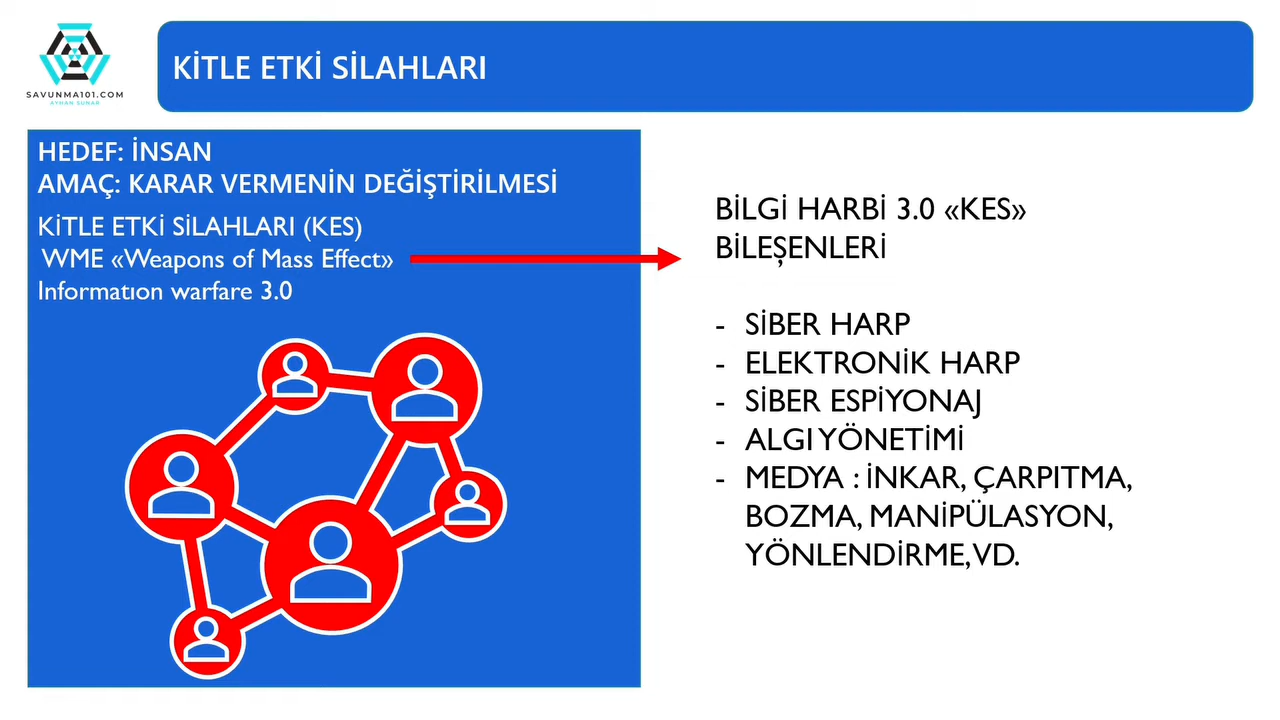 SAVUNMA101.COM
AYHAN SUNAR
KİTLE ETKİ SİLAHLARI
HEDEF: İNSAN
AMAÇ: KARAR VERMENİN DEĞİŞTİRİLMESİ
KİTLE ETKİ SİLAHLARI (KES)
WME «Weapons of Mass Effect»
Informatıon warfare 3.0
BİLGİ HARBİ 3.0 «KES»
BİLEŞENLERİ
- SİBER HARP
- ELEKTRONİK HARP
- SİBER ESPİYONAJ
- ALGI YÖNETİMİ
- MEDYA : İNKAR, ÇARPITMA,
BOZMA, MANİPÜLASYON,
YÖNLENDİRME, VD.